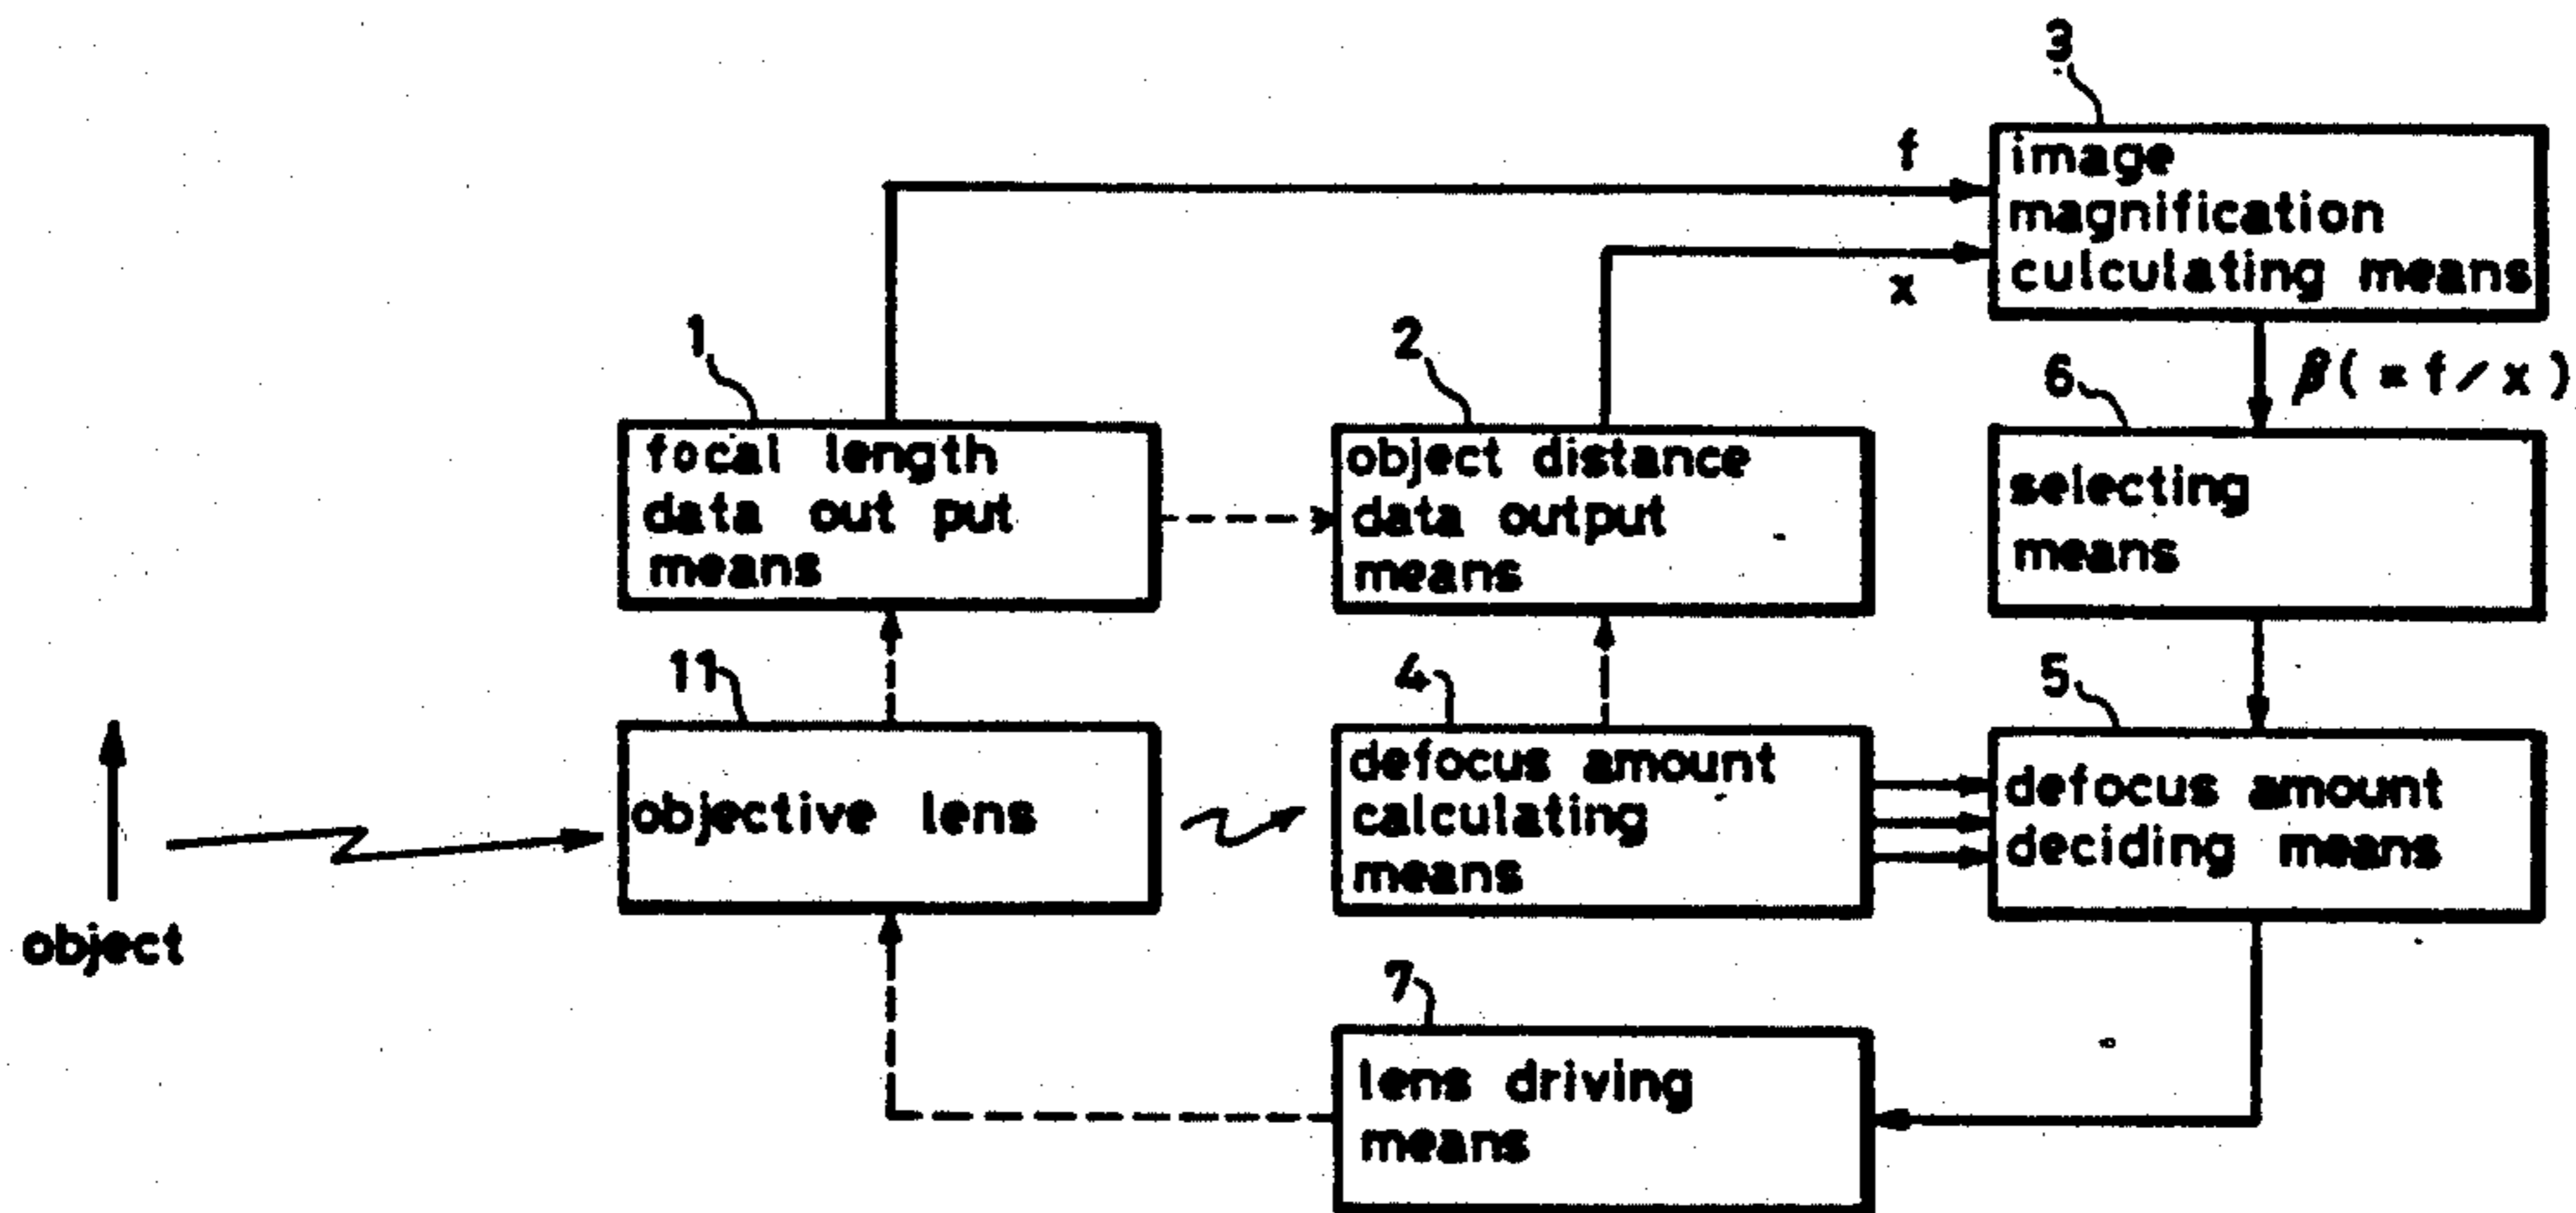 3
f
x
image
magnification
culculating means
1
2
6
β(=f/x)
focal length
data out put
means
object distance
data output
means
selecting
means
11
4
5
objective lens
defocus amount
calculating
means
defocus amount
deciding means
object
7
lens driving
means